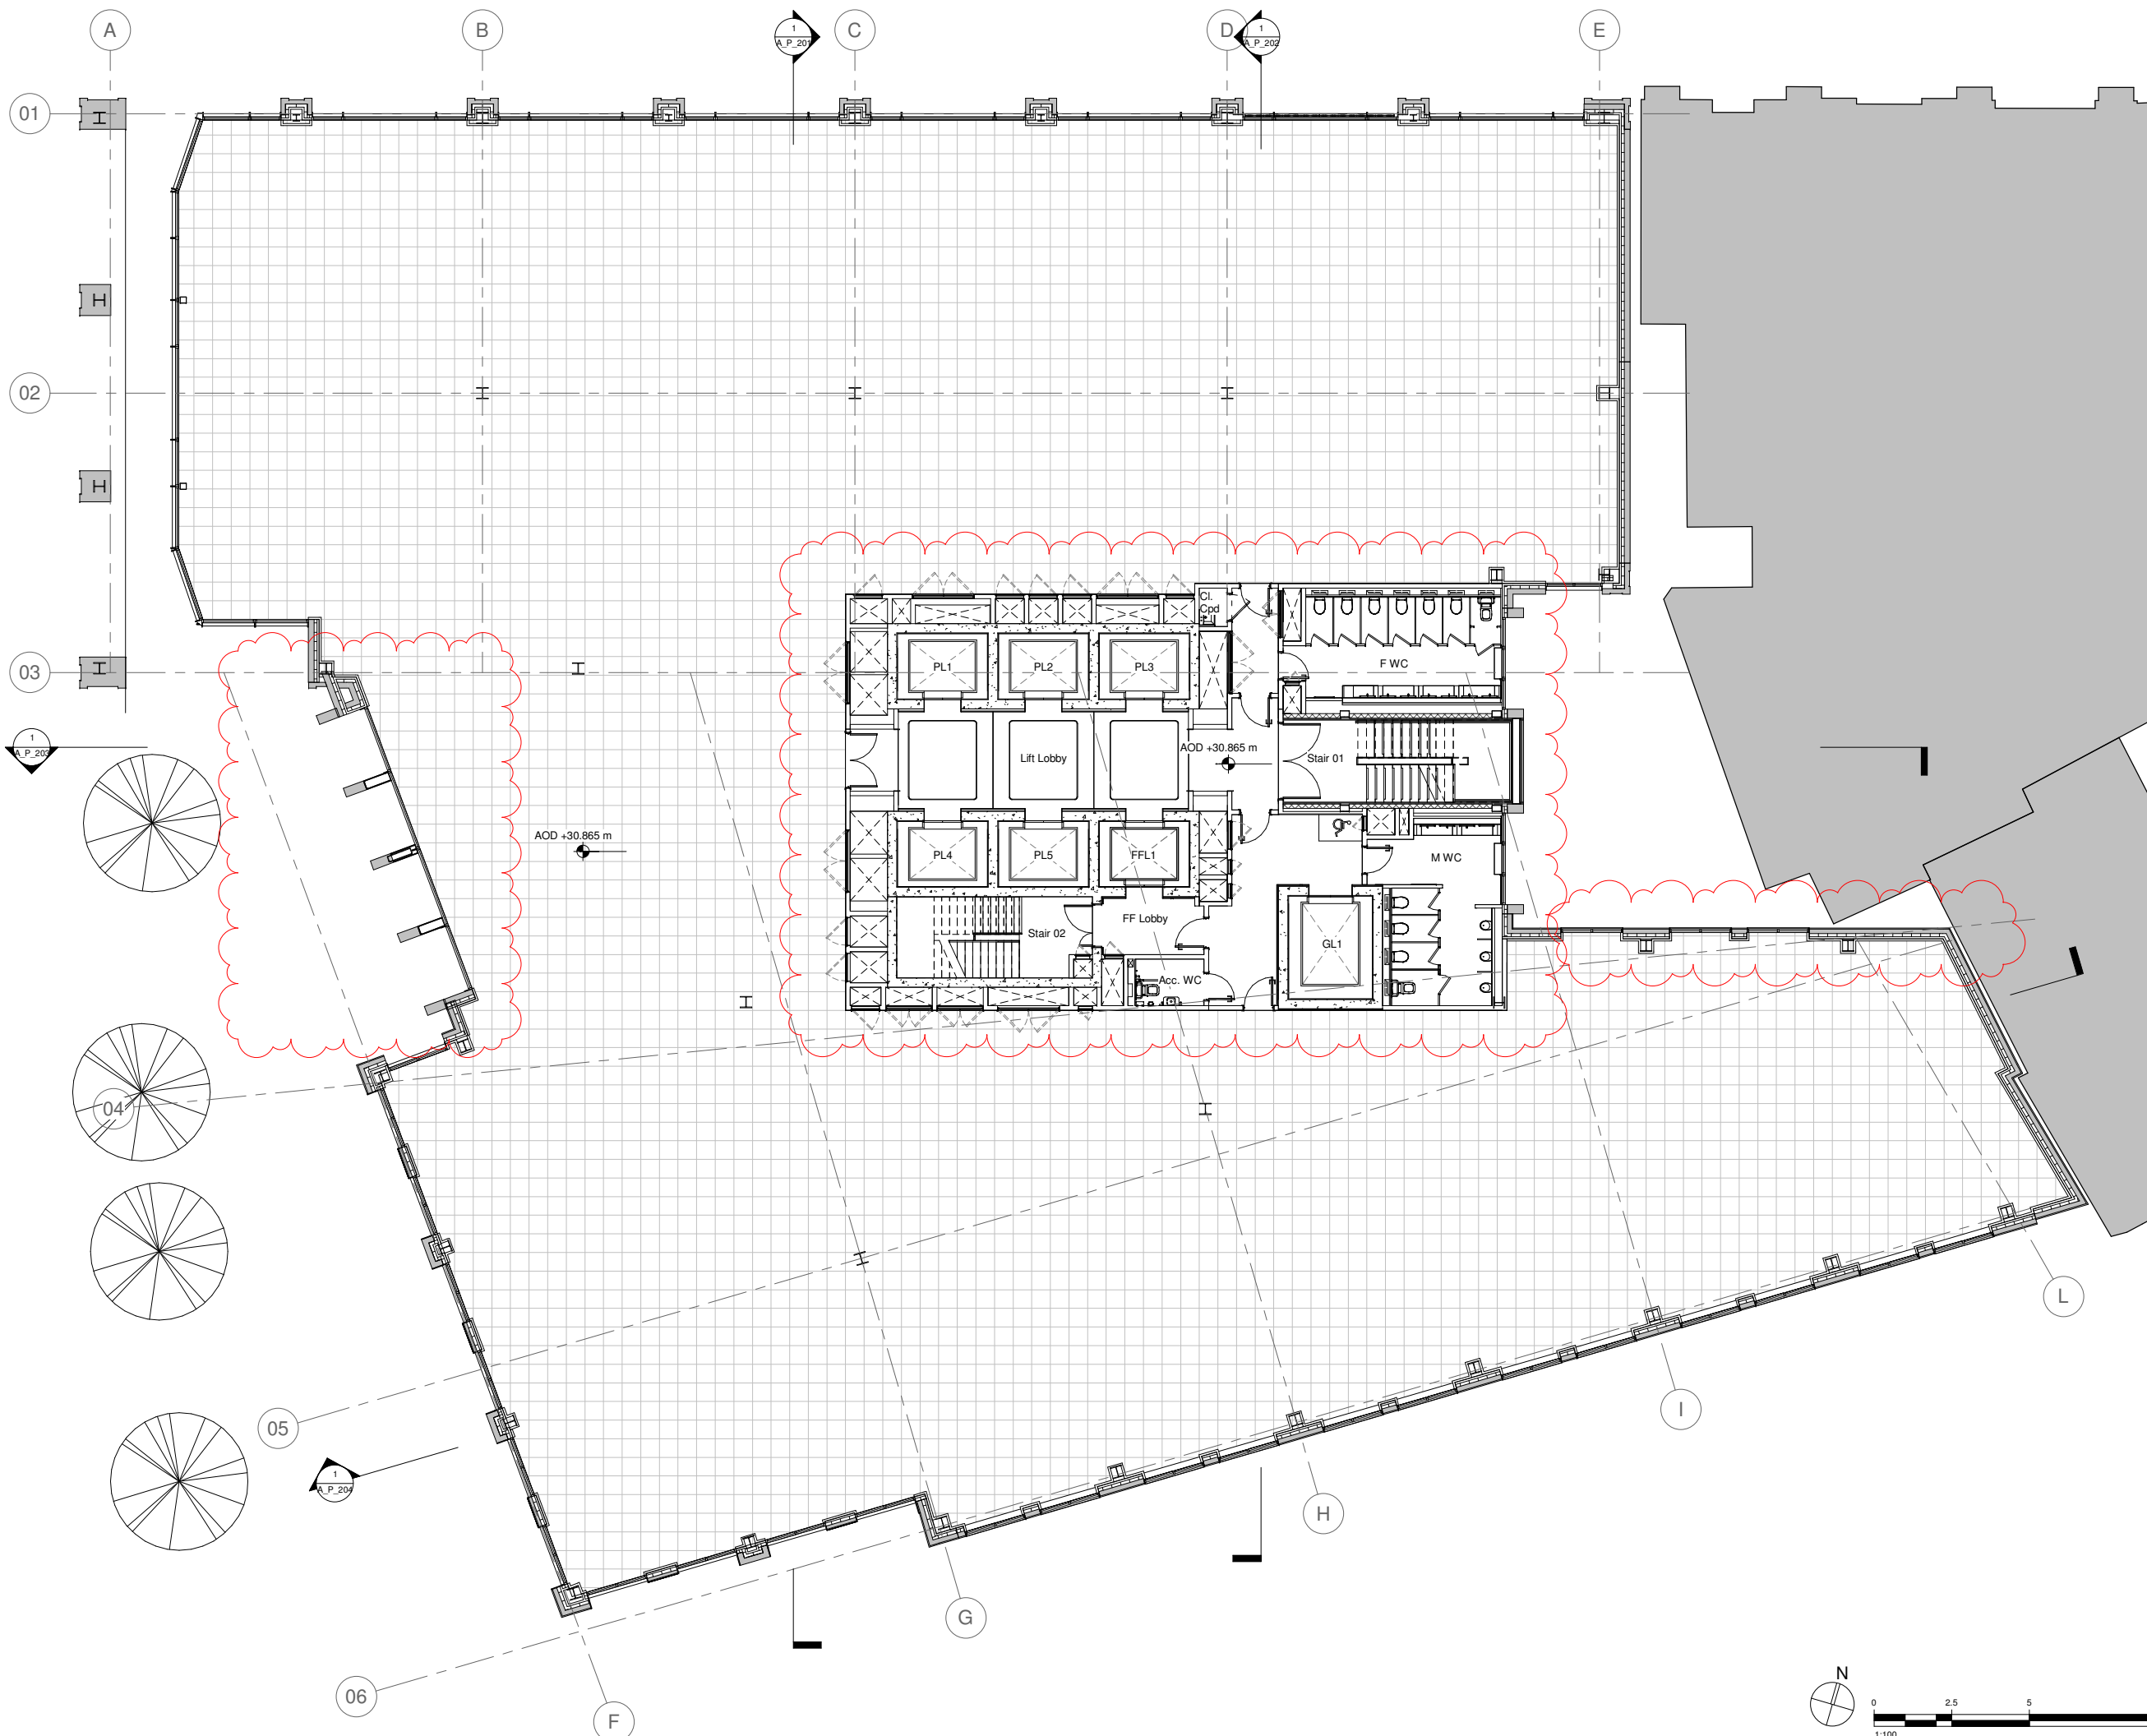 A
B
1
A_P_201
C
D
1
A_P_202
E
01
02
03
Cl.
Cpd
PL1
PL2
PL3
F WC
1
A_P_203
Lift Lobby
AOD +30.865 m
Stair 01
AOD +30.865 m
PL4
PL5
FFL1
M WC
FF Lobby
Stair 02
GL1
Acc. WC
04
05
1
A_P_204
L
I
H
G
06
F
N
0
2.5
5
1:100